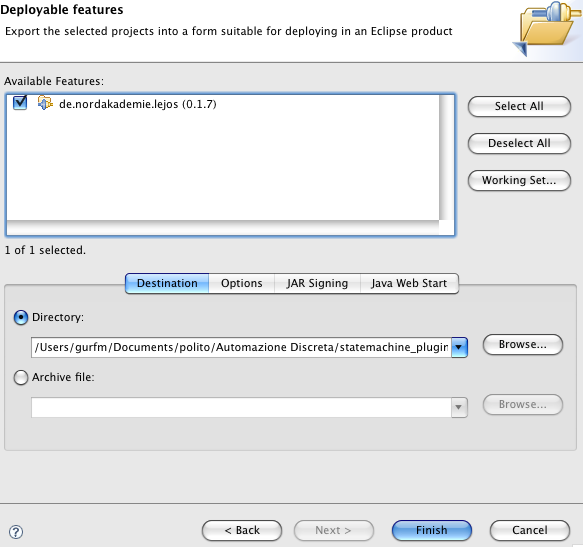 Deployable features
Export the selected projects into a form suitable for deploying in an Eclipse product
Available Features:
de.nordakademie.lejos (0.1.7)
Select All
Deselect All
Working Set...
1 of 1 selected.
Destination Options JAR Signing Java Web Start
Directory:
/Users/gurfm/Documents/polito/Automazione Discreta/statemachine_plugin
Browse...
Archive file:
Browse...
? < Back Next > Finish Cancel